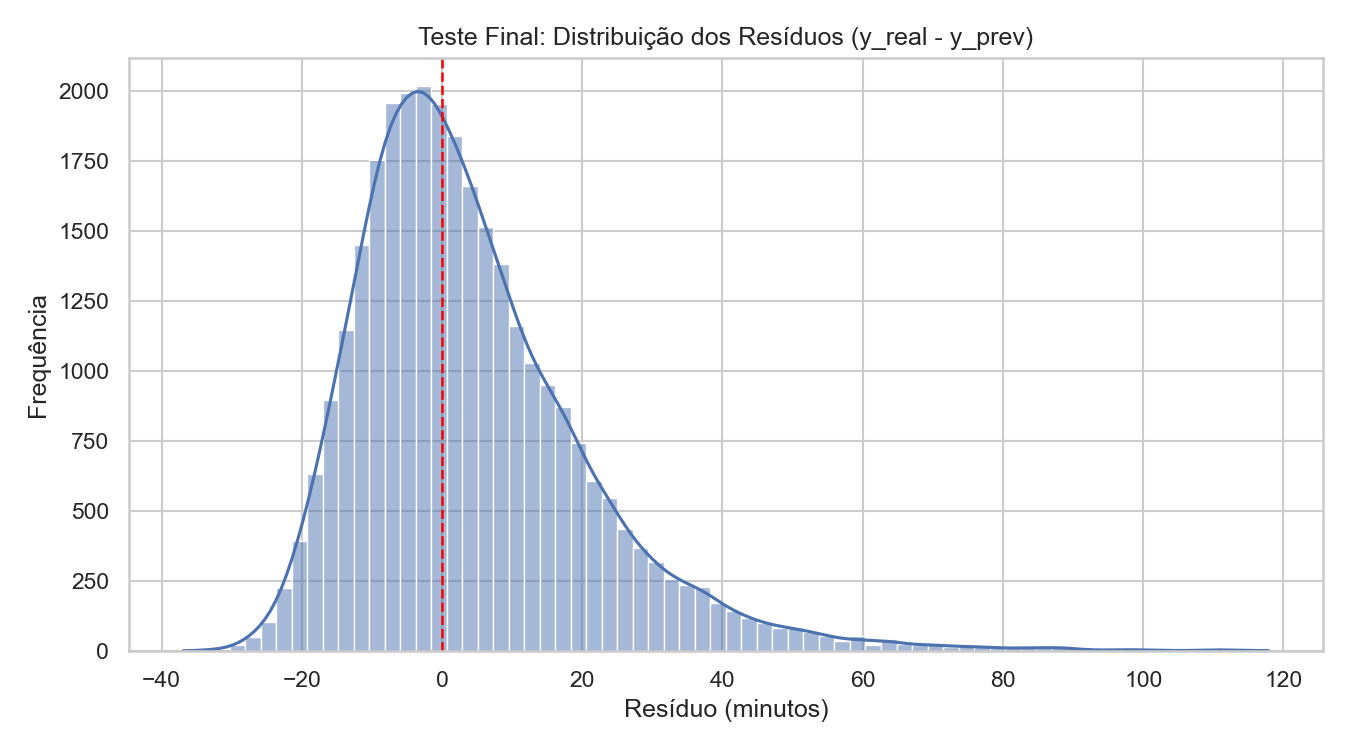 Teste Final: Distribuição dos Resíduos (y_real - y_prev)
Frequência
2000
1750
1500
1250
1000
750
500
250
0
−40 −20 0 20 40 60 80 100 120
Resíduo (minutos)